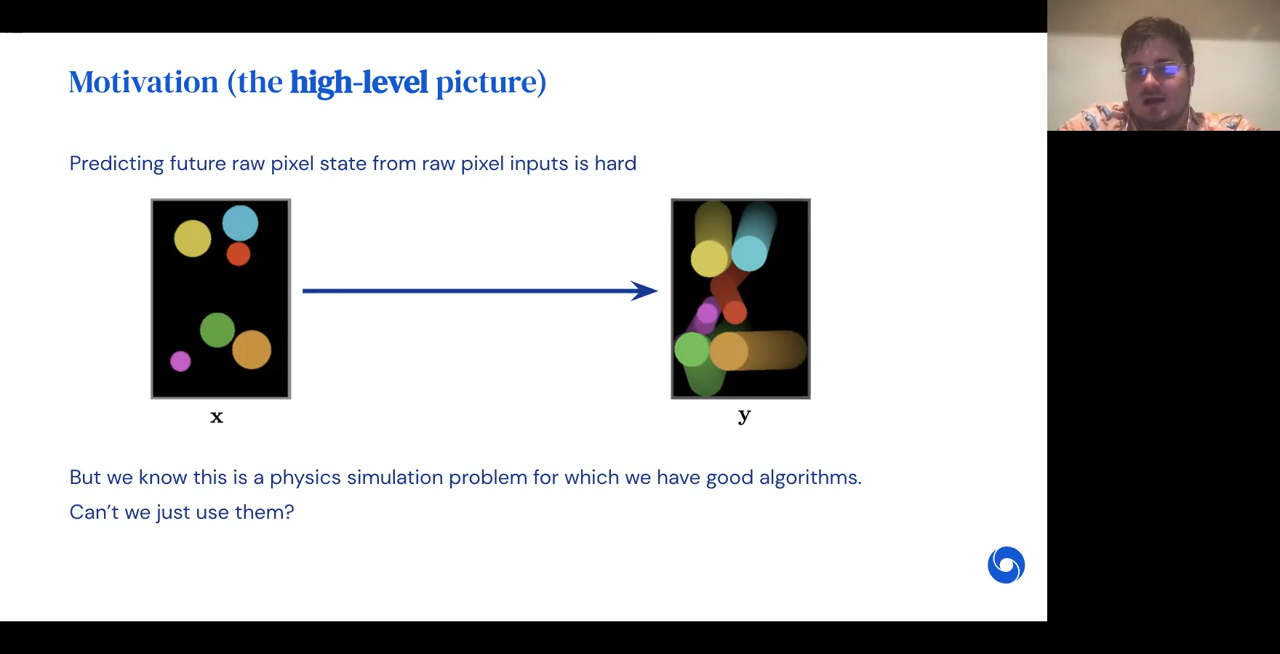 Motivation (the high-level picture)
Predicting future raw pixel state from raw pixel inputs is hard
x
y
But we know this is a physics simulation problem for which we have good algorithms.
Can’t we just use them?